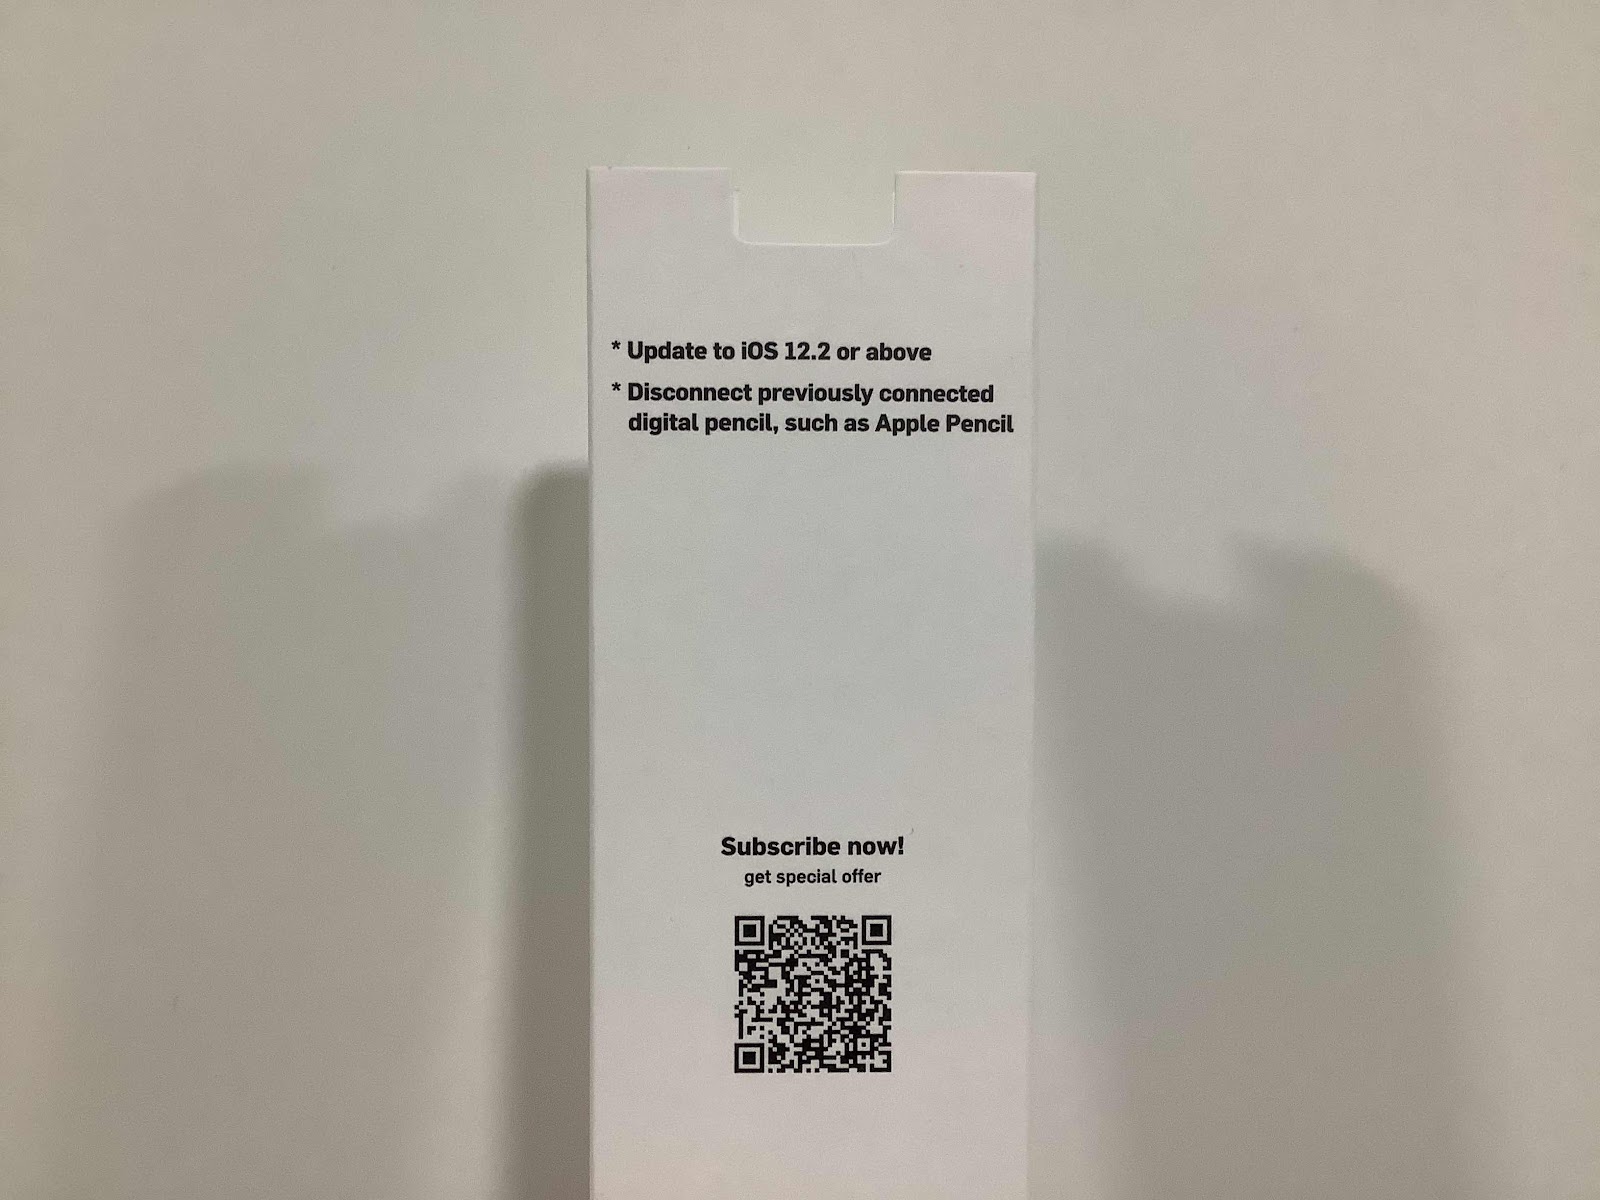 * Update to iOS 12.2 or above
* Disconnect previously connected
digital pencil, such as Apple Pencil
Subscribe now!
get special offer